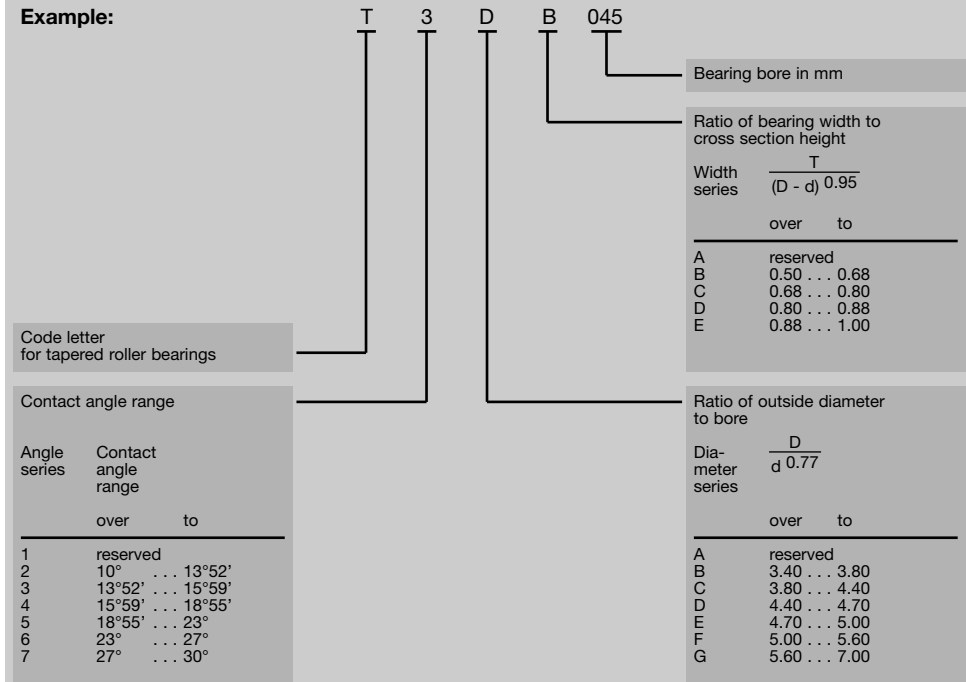 Example:
T 3 D B 045
Bearing bore in mm
Ratio of bearing width to
cross section height
Width
series
T
(D - d) 0.95
over to
A reserved
B 0.50 . . . 0.68
C 0.68 . . . 0.80
D 0.80 . . . 0.88
E 0.88 . . . 1.00
Code letter
for tapered roller bearings
Contact angle range
Angle
series
Contact
angle
range
over to
1 reserved
2 10° . . . 13°52’
3 13°52’ . . . 15°59’
4 15°59’ . . . 18°55’
5 18°55’ . . . 23°
6 23° . . . 27°
7 27° . . . 30°
Ratio of outside diameter
to bore
Dia-
meter
series
D
d 0.77
over to
A reserved
B 3.40 . . . 3.80
C 3.80 . . . 4.40
D 4.40 . . . 4.70
E 4.70 . . . 5.00
F 5.00 . . . 5.60
G 5.60 . . . 7.00